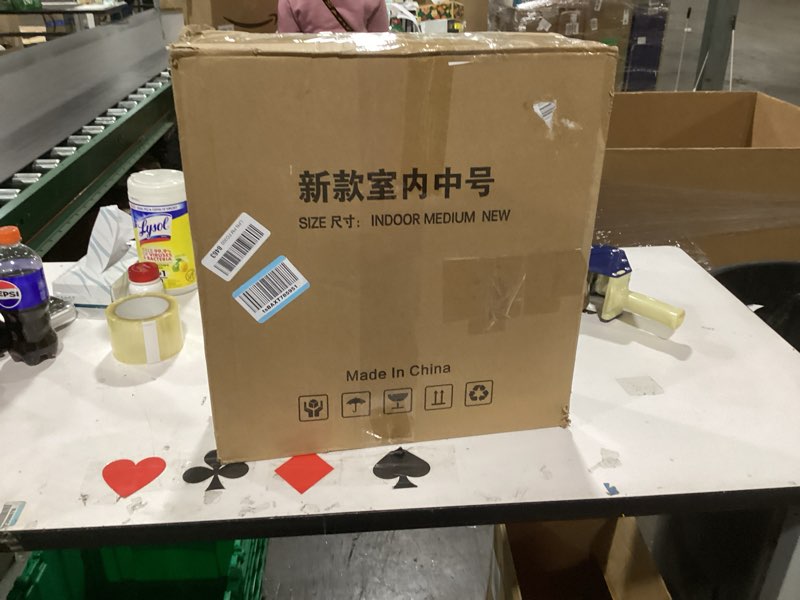 新款室内中号
SIZE 尺寸: INDOOR MEDIUM NEW
Made In China
Lysol
PEPSI